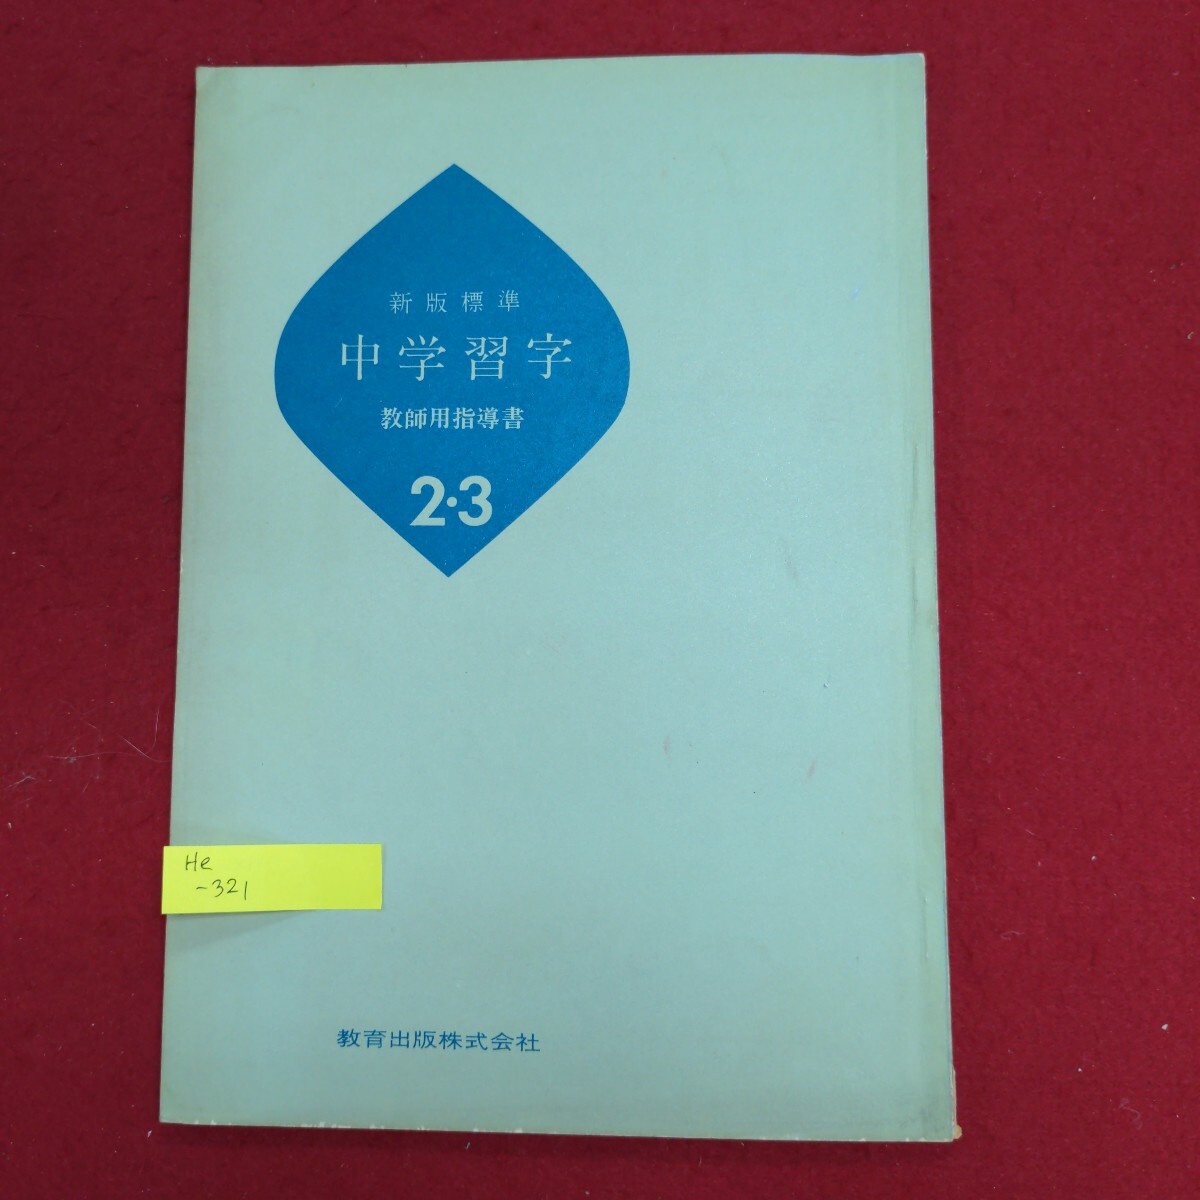 新版標準
中学習字
教師用指導書
2・3
He
-321
教育出版株式会社